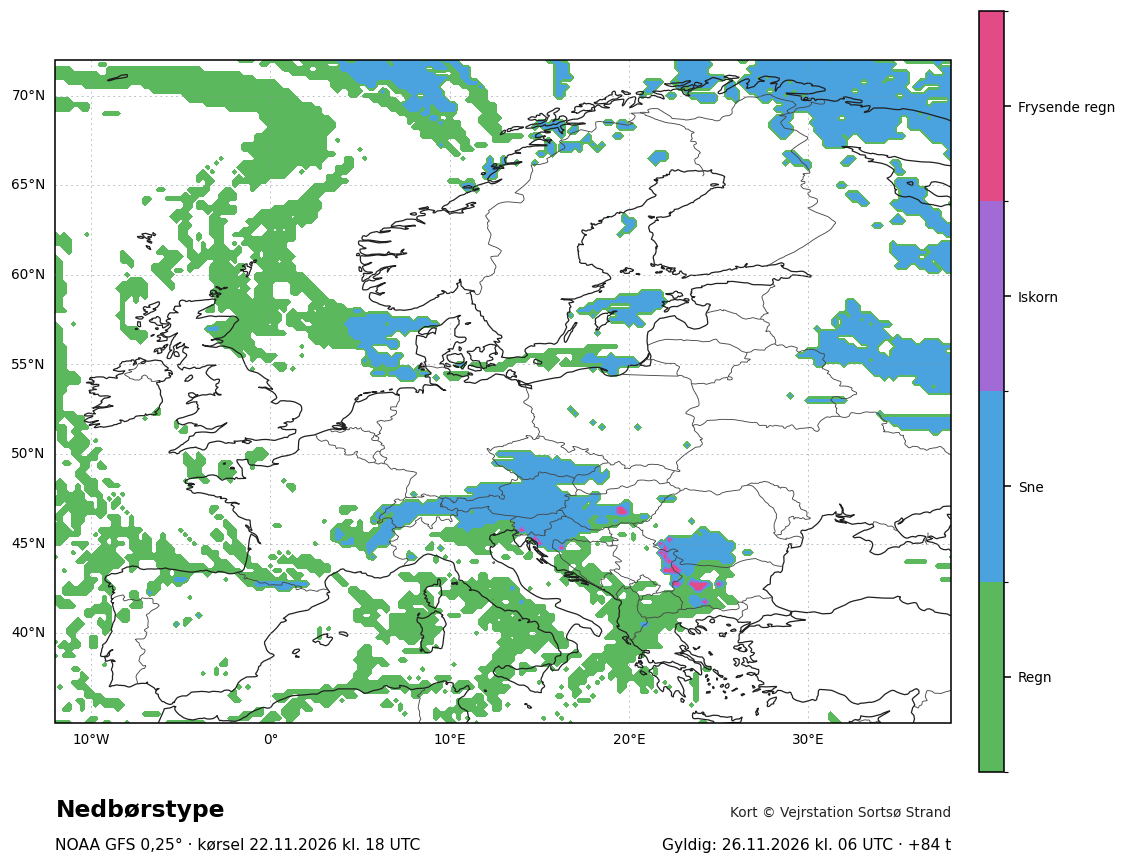 70°N
65°N
60°N
55°N
50°N
45°N
40°N
10°W
0°
10°E
20°E
30°E
Frysende regn
Iskorn
Sne
Regn
Nedbørstype
Kort © Vejrstation Sortsø Strand
NOAA GFS 0,25° · kørsel 22.11.2026 kl. 18 UTC
Gyldig: 26.11.2026 kl. 06 UTC · +84 t